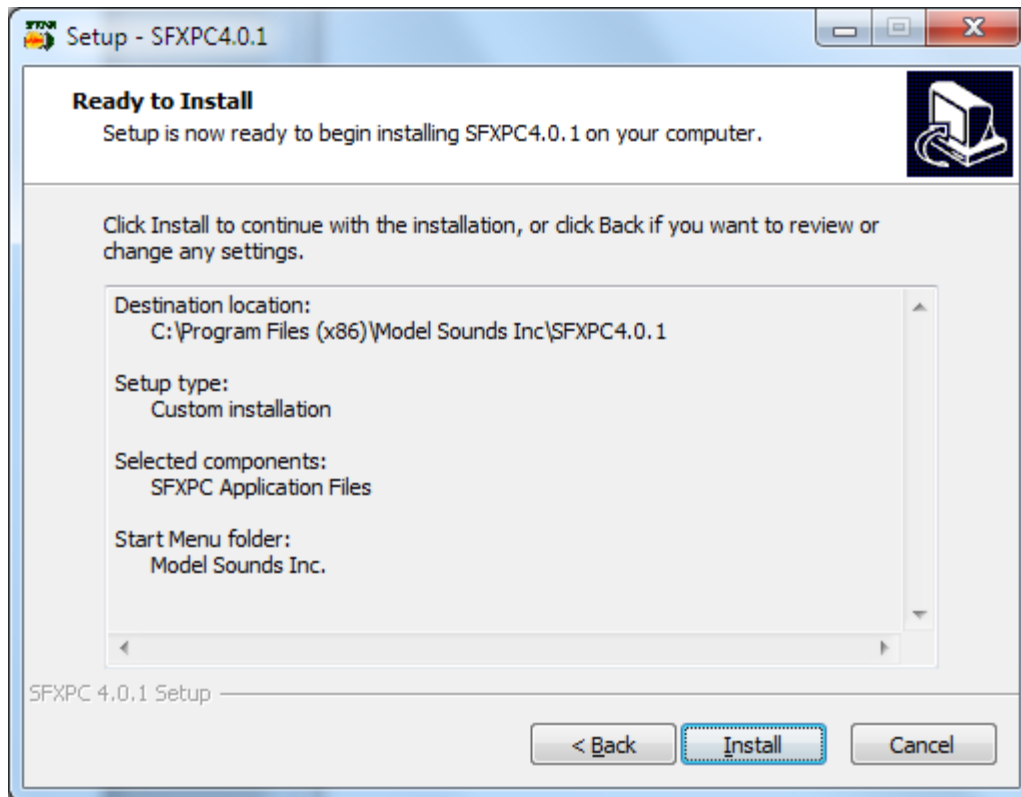 Setup - SFXPC4.0.1
Ready to Install
Setup is now ready to begin installing SFXPC4.0.1 on your computer.
Click Install to continue with the installation, or click Back if you want to review or
change any settings.
Destination location:
C:\Program Files (x86)\Model Sounds Inc\SFXPC4.0.1
Setup type:
Custom installation
Selected components:
SFXPC Application Files
Start Menu folder:
Model Sounds Inc.
SFXPC 4.0.1 Setup
< Back
Install
Cancel